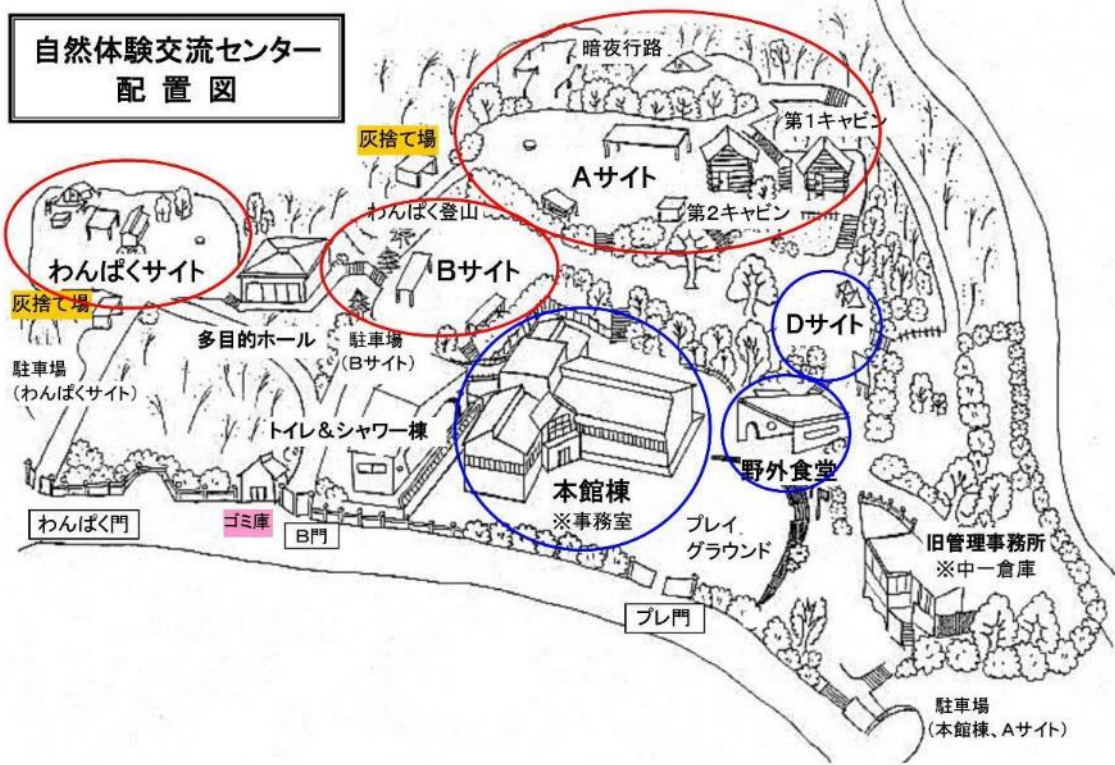 自然体験交流センター
配 置 図
暗夜行路
第1キャビン
灰捨て場
Aサイト
第2キャビン
わんぱく登山
わんぱくサイト
Bサイト
灰捨て場
Dサイト
多目的ホール
駐車場
(Bサイト)
駐車場
(わんぱくサイト)
トイレ&シャワー棟
野外食堂
本館棟
※事務室
わんぱく門
ゴミ庫
B門
プレイ
グラウンド
旧管理事務所
※中一倉庫
プレ門
駐車場
(本館棟、Aサイト)